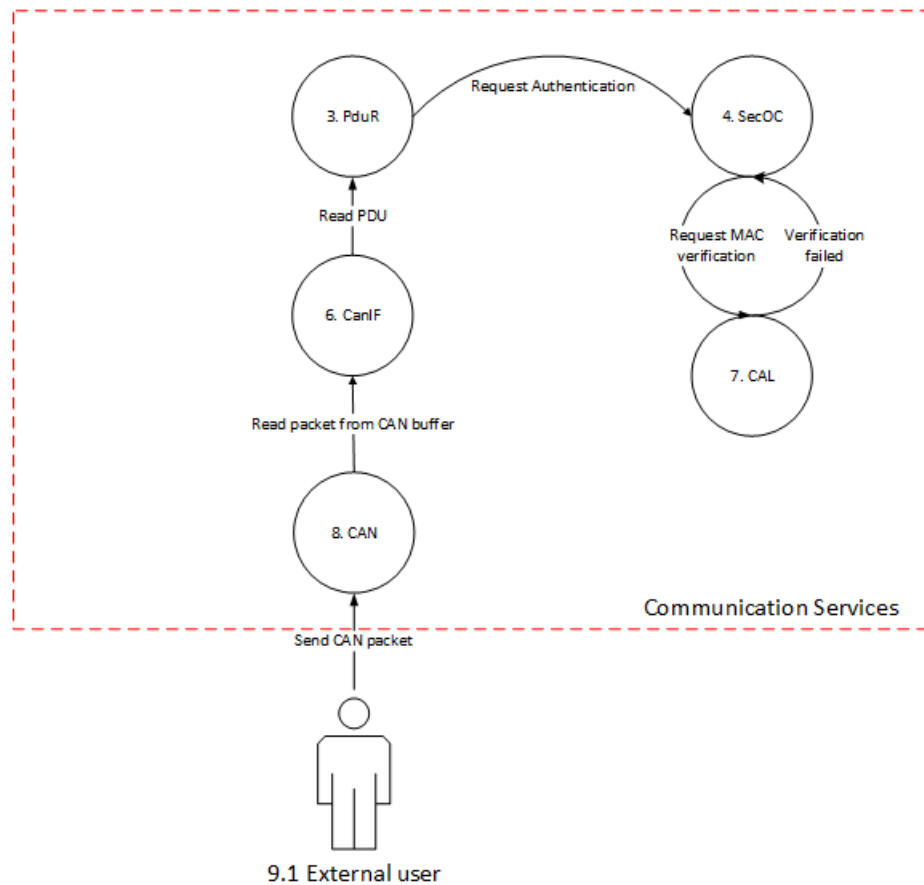 Request Authentication
3. PduR
4. SecOC
Read PDU
Request MAC
verification
Verification
failed
6. CanIF
7. CAL
Read packet from CAN buffer
8. CAN
Communication Services
Send CAN packet
9.1 External user